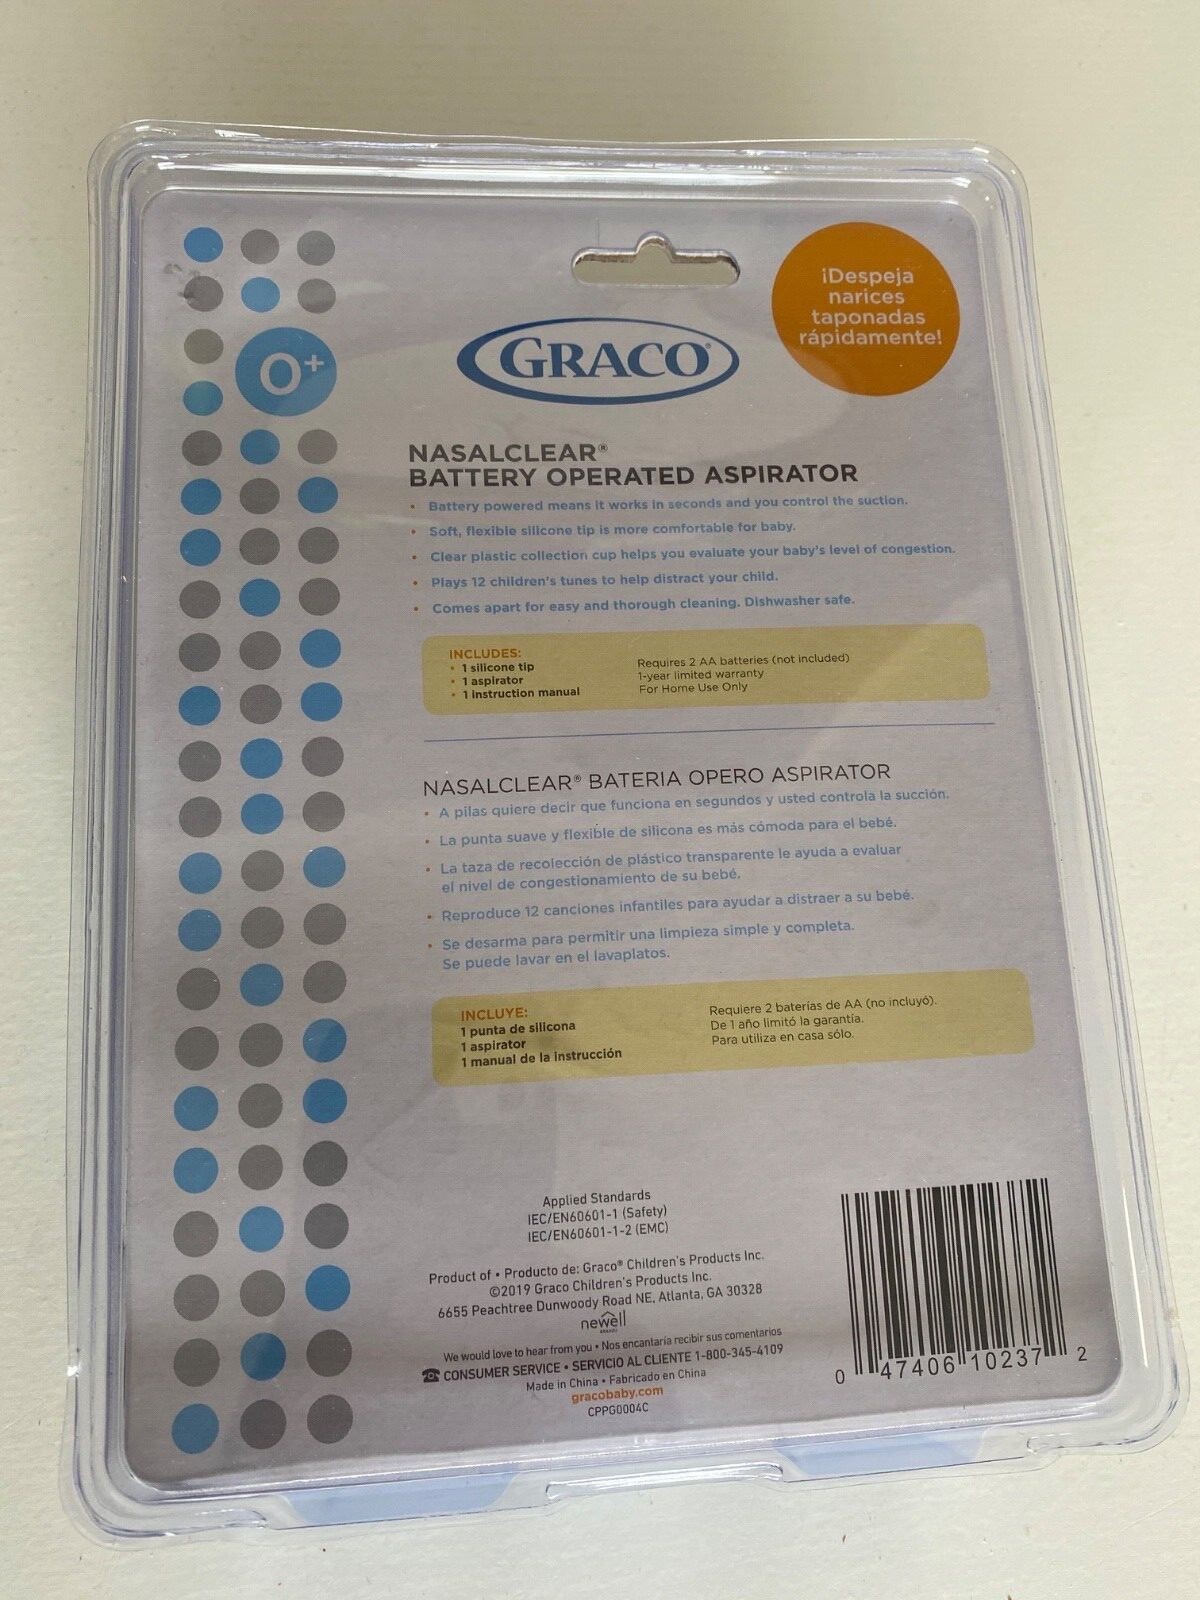 ¡Despeja
narices
taponadas
rápidamente!
0+
GRACO®
NASALCLEAR®
BATTERY OPERATED ASPIRATOR
• Battery powered means it works in seconds and you control the suction.
• Soft, flexible silicone tip is more comfortable for baby.
• Clear plastic collection cup helps you evaluate your baby's level of congestion.
• Plays 12 children's tunes to help distract your child.
• Comes apart for easy and thorough cleaning. Dishwasher safe.
INCLUDES:
• 1 silicone tip
• 1 aspirator
• 1 instruction manual
Requires 2 AA batteries (not included)
1-year limited warranty
For Home Use Only
NASALCLEAR® BATERIA OPERO ASPIRATOR
• A pilas quiere decir que funciona en segundos y usted controla la succión.
• La punta suave y flexible de silicona es más cómoda para el bebé.
• La taza de recolección de plástico transparente le ayuda a evaluar
el nivel de congestionamiento de su bebé.
• Reproduce 12 canciones infantiles para ayudar a distraer a su bebé.
• Se desarma para permitir una limpieza simple y completa.
Se puede lavar en el lavaplatos.
INCLUYE:
1 punta de silicona
1 aspirator
1 manual de la instrucción
Requiere 2 baterías de AA (no incluyó).
De 1 año limitó la garantía.
Para utiliza en casa sólo.
Applied Standards
IEC/EN60601-1 (Safety)
IEC/EN60601-1-2 (EMC)
Product of • Producto de: Graco® Children's Products Inc.
©2019 Graco Children's Products Inc.
6655 Peachtree Dunwoody Road NE, Atlanta, GA 30328
newell
BRANDS
We would love to hear from you • Nos encantaría recibir sus comentarios
CONSUMER SERVICE • SERVICIO AL CLIENTE 1-800-345-4109
Made in China • Fabricado en China
gracobaby.com
CPPG0004C
0 47406 10237 2